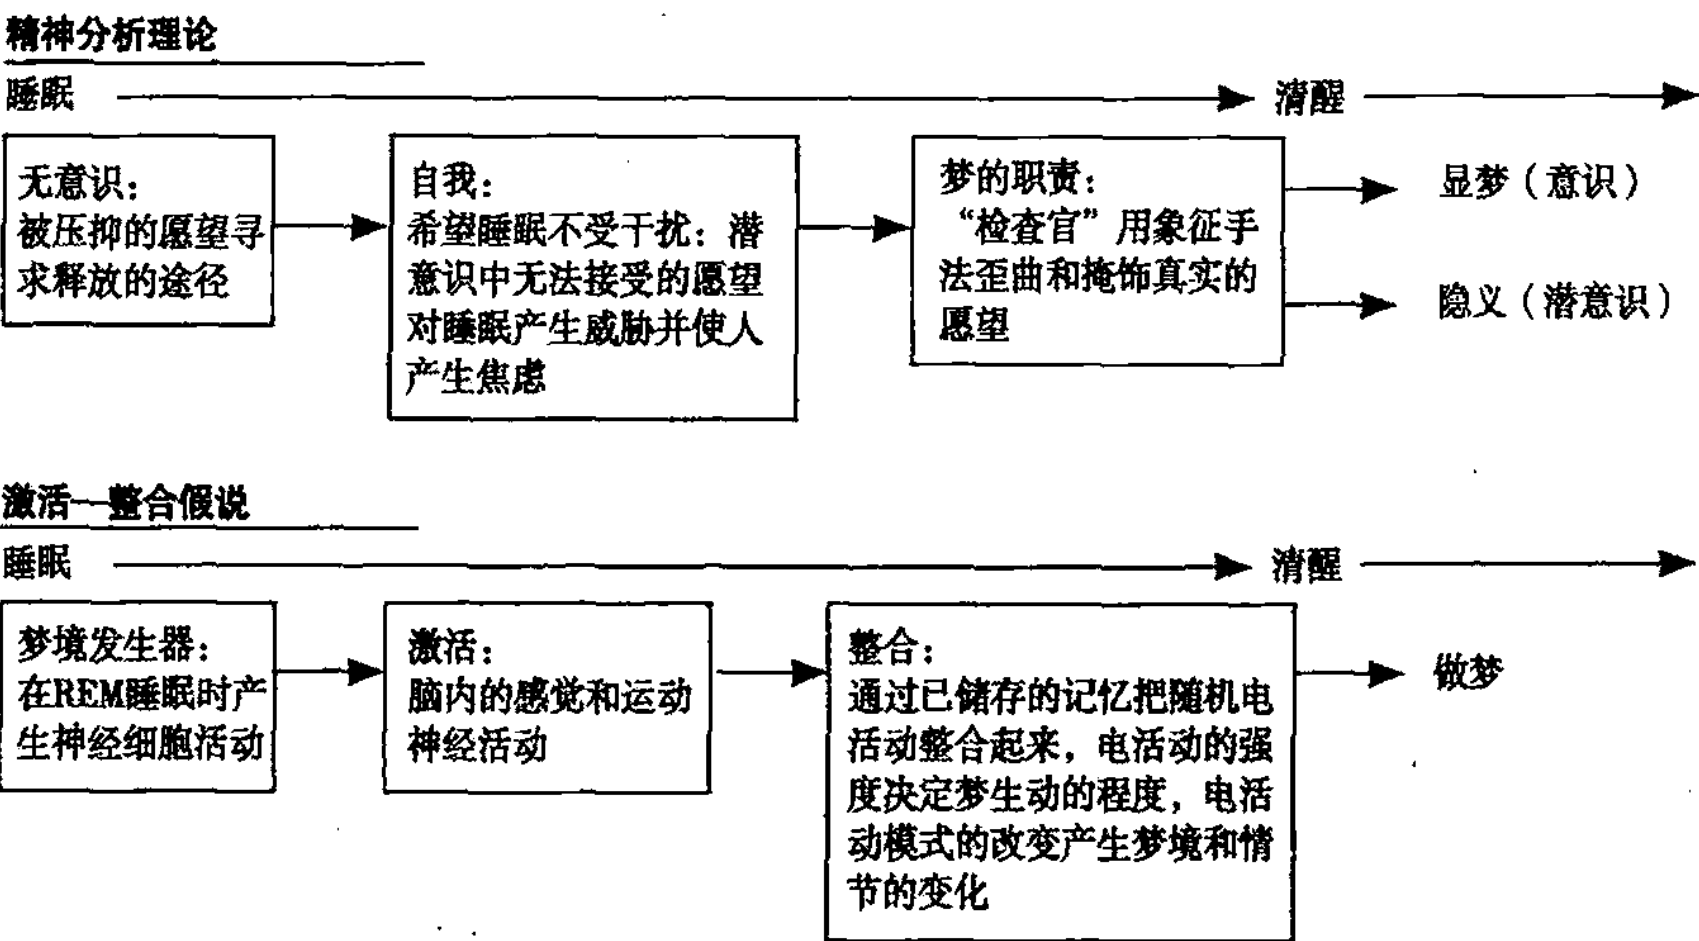 精神分析理论
睡眠
清醒
无意识：
被压抑的愿望寻
求释放的途径
自我：
希望睡眠不受干扰：潜
意识中无法接受的愿望
对睡眠产生威胁并使人
产生焦虑
梦的职责：
“检查官”用象征手
法歪曲和掩饰真实的
愿望
显梦（意识）
隐义（潜意识）
激活—整合假说
睡眠
清醒
梦境发生器：
在REM睡眠时产
生神经细胞活动
激活：
脑内的感觉和运动
神经活动
整合：
通过已储存的记忆把随机电
活动整合起来，电活动的强
度决定梦生动的程度，电活
动模式的改变产生梦境和情
节的变化
做梦